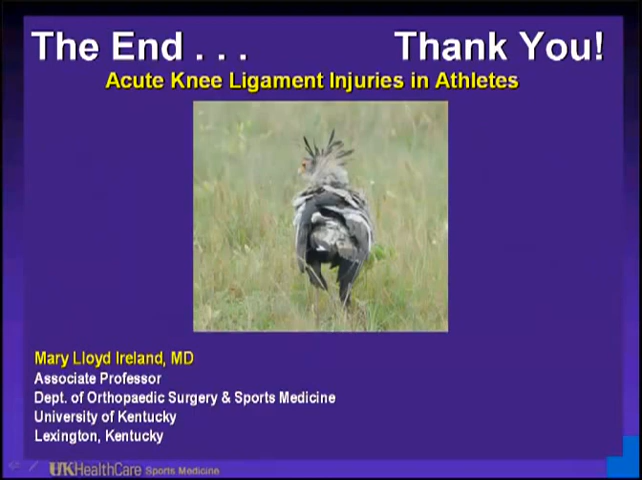 The End . . . Thank You!
Acute Knee Ligament Injuries in Athletes
Mary Lloyd Ireland, MD
Associate Professor
Dept. of Orthopaedic Surgery & Sports Medicine
University of Kentucky
Lexington, Kentucky
UKHealthCare Sports Medicine